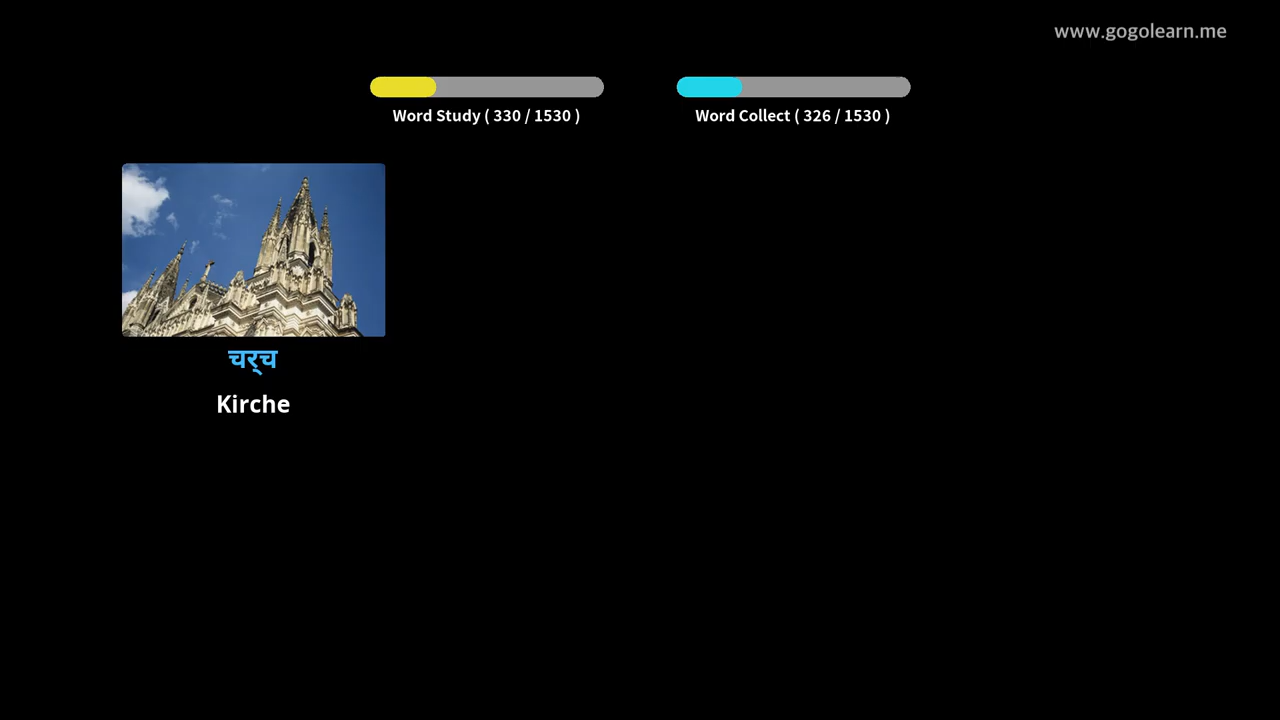 www.gogolearn.me
Word Study ( 330 / 1530 )
Word Collect ( 326 / 1530 )
चर्च
Kirche